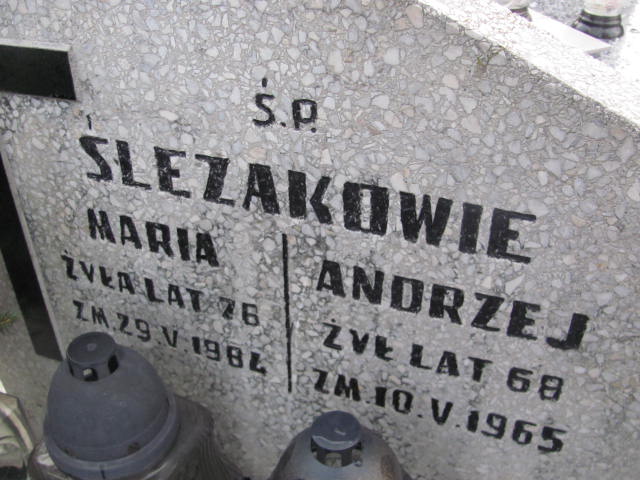 Ś.P.
ŚLEZAKOWIE
MARIA
ŻYŁA LAT 76
ZM.29.V.1984
ANDRZEJ
ŻYŁ LAT 68
ZM.10.V.1965